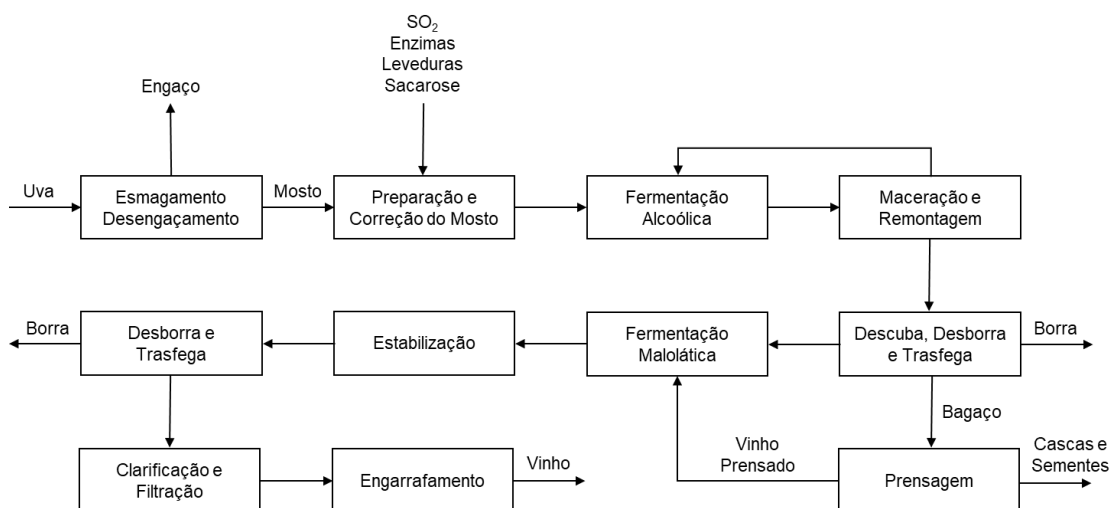 SO₂
Enzimas
Leveduras
Sacarose
Engaço
Uva
Esmagamento
Desengaçamento
Mosto
Preparação e
Correção do Mosto
Fermentação
Alcoólica
Maceração e
Remontagem
Borra
Desborra e
Trasfega
Estabilização
Fermentação
Malolática
Descuba, Desborra
e Trasfega
Borra
Bagaço
Clarificação e
Filtração
Engarrafamento
Vinho
Vinho
Prensado
Prensagem
Cascas e
Sementes